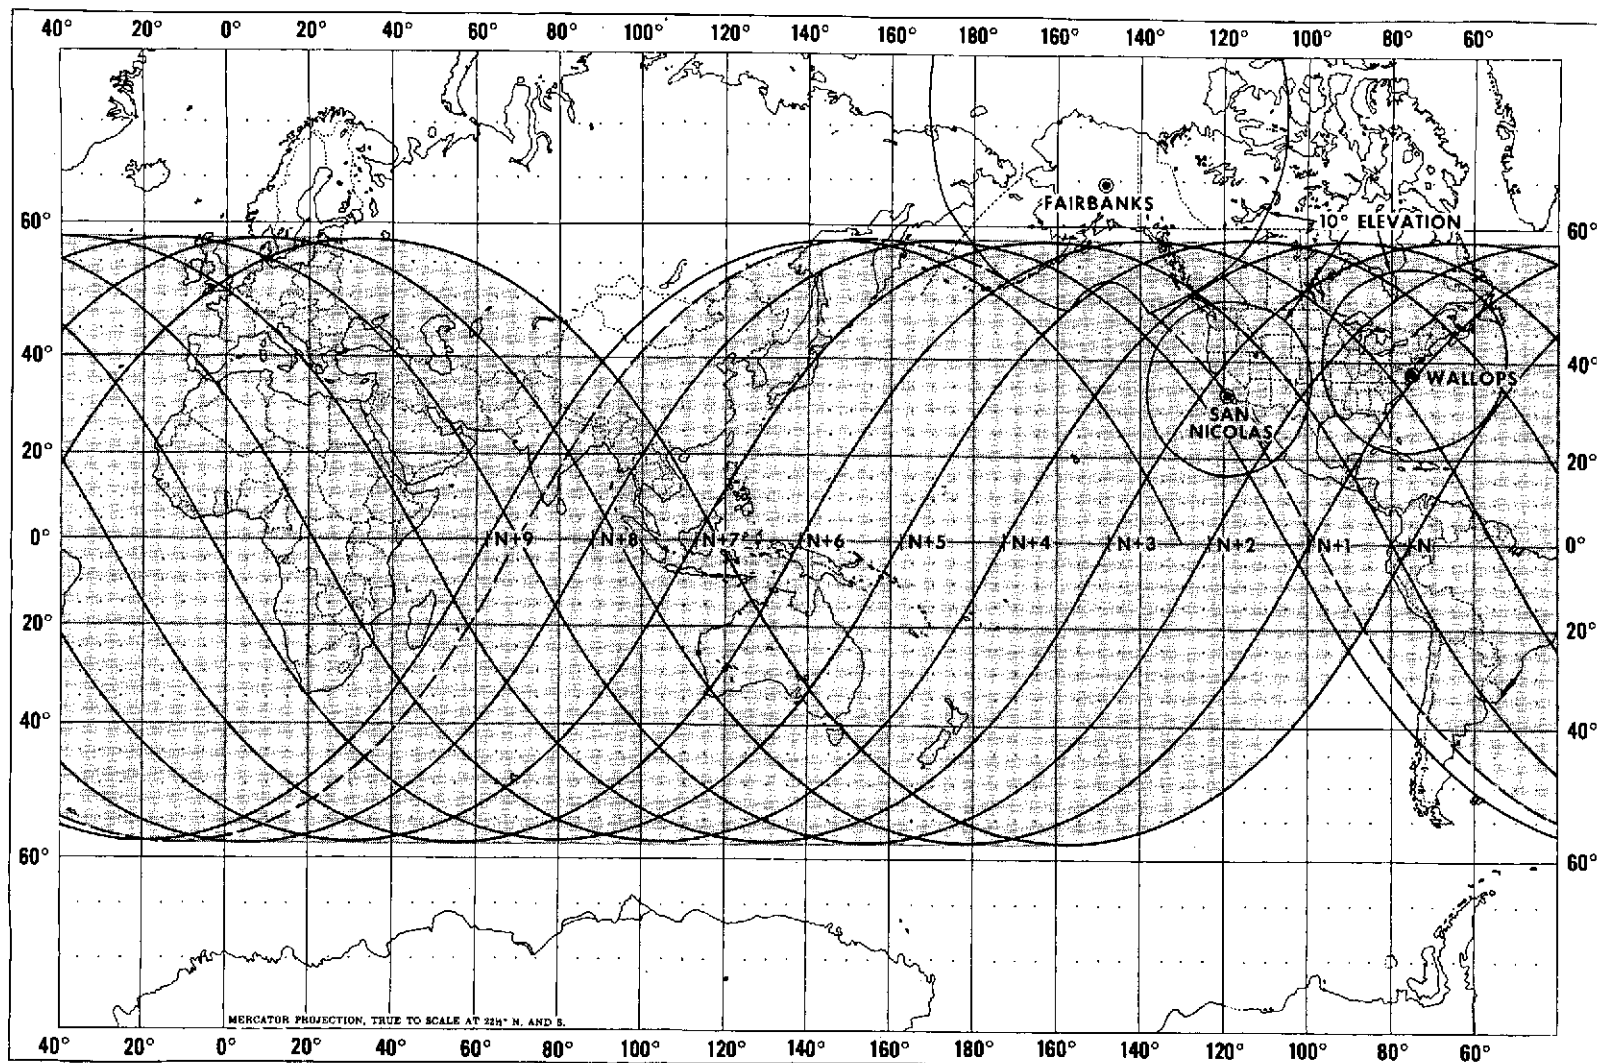 40° 20° 0° 20° 40° 60° 80° 100° 120° 140° 160° 180° 160° 140° 120° 100° 80° 60°
FAIRBANKS
60° 10° ELEVATION 60°
40° 40°
WALLOPS
SAN
NICOLAS
20° 20°
0° N+9 N+8 N+7 N+6 N+5 N+4 N+3 N+2 N+1 N 0°
20° 20°
40° 40°
60° 60°
MERCATOR PROJECTION, TRUE TO SCALE AT 22½° N. AND S.
40° 20° 0° 20° 40° 60° 80° 100° 120° 140° 160° 180° 160° 140° 120° 100° 80° 60°